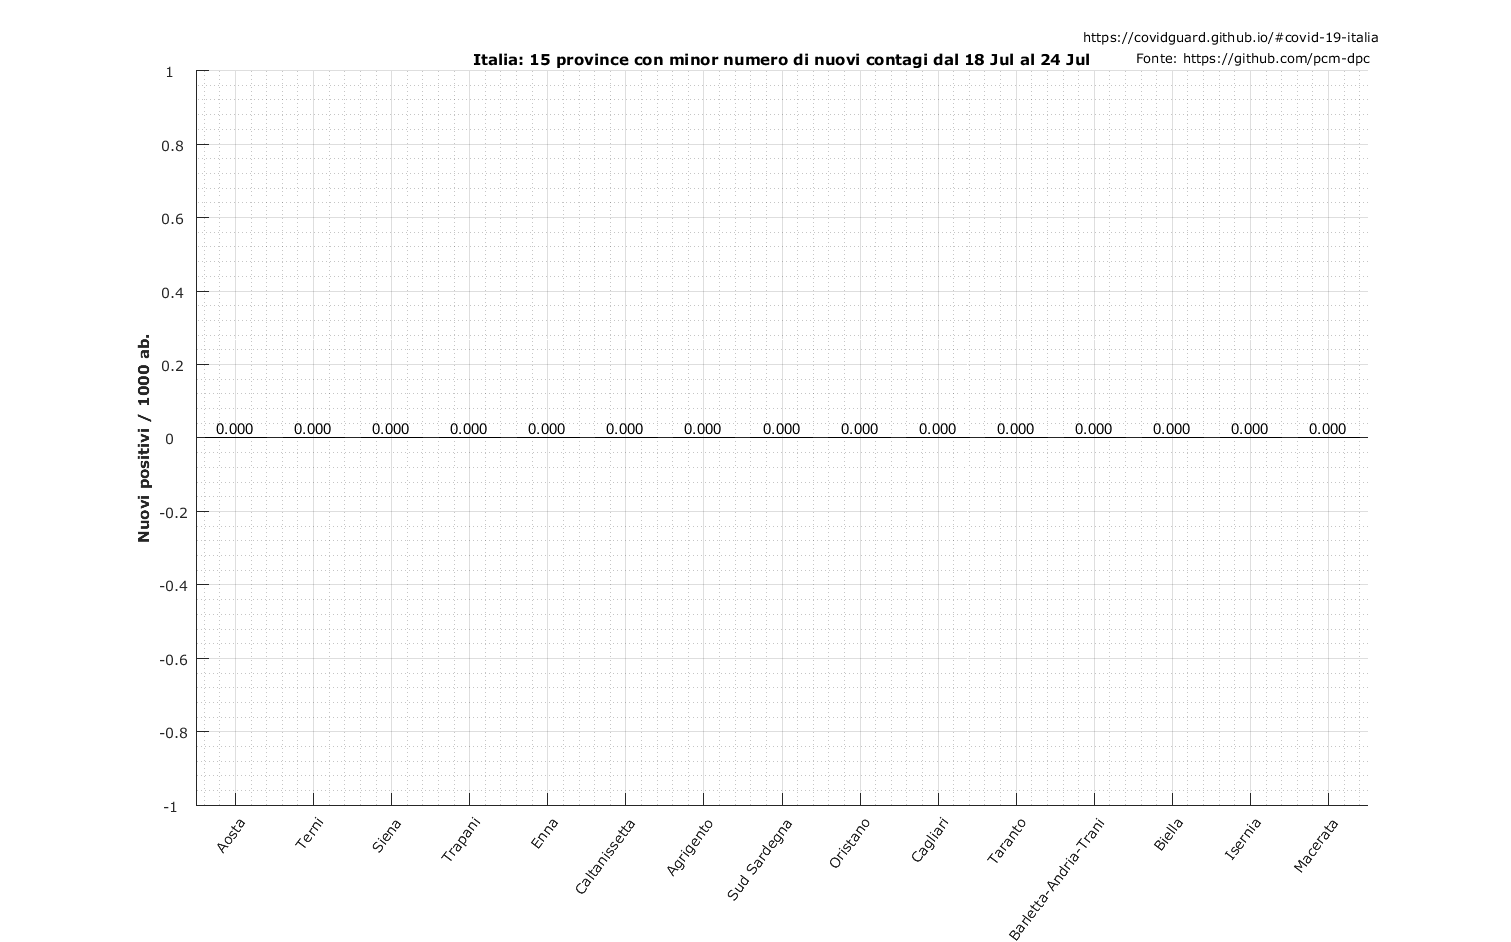 https://covidguard.github.io/#covid-19-italia
Italia: 15 province con minor numero di nuovi contagi dal 18 Jul al 24 Jul
Fonte: https://github.com/pcm-dpc
Nuovi positivi / 1000 ab.
1
0.8
0.6
0.4
0.2
0
-0.2
-0.4
-0.6
-0.8
-1
0.000 0.000 0.000 0.000 0.000 0.000 0.000 0.000 0.000 0.000 0.000 0.000 0.000 0.000 0.000
Aosta
Terni
Siena
Trapani
Enna
Caltanissetta
Agrigento
Sud Sardegna
Oristano
Cagliari
Taranto
Barletta-Andria-Trani
Biella
Isernia
Macerata